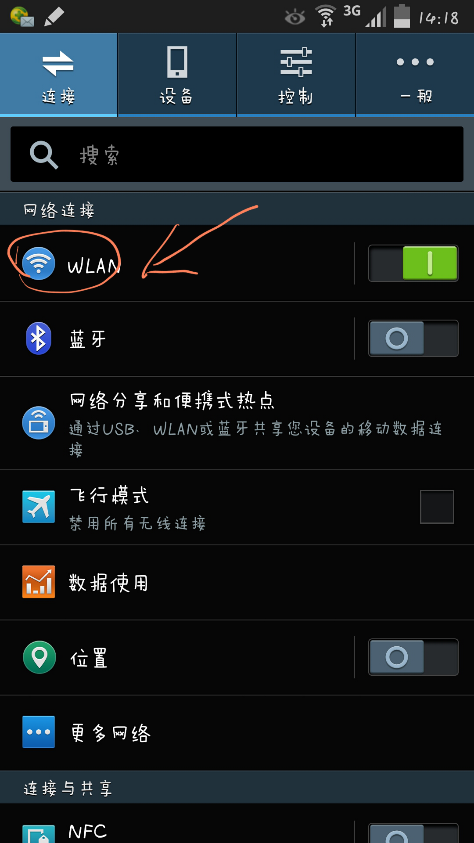 3G 14:18
连接 设备 控制 一般
搜索
网络连接
WLAN
蓝牙
网络分享和便携式热点
通过USB、WLAN或蓝牙共享您设备的移动数据连
接
飞行模式
禁用所有无线连接
数据使用
位置
更多网络
连接与共享
NFC